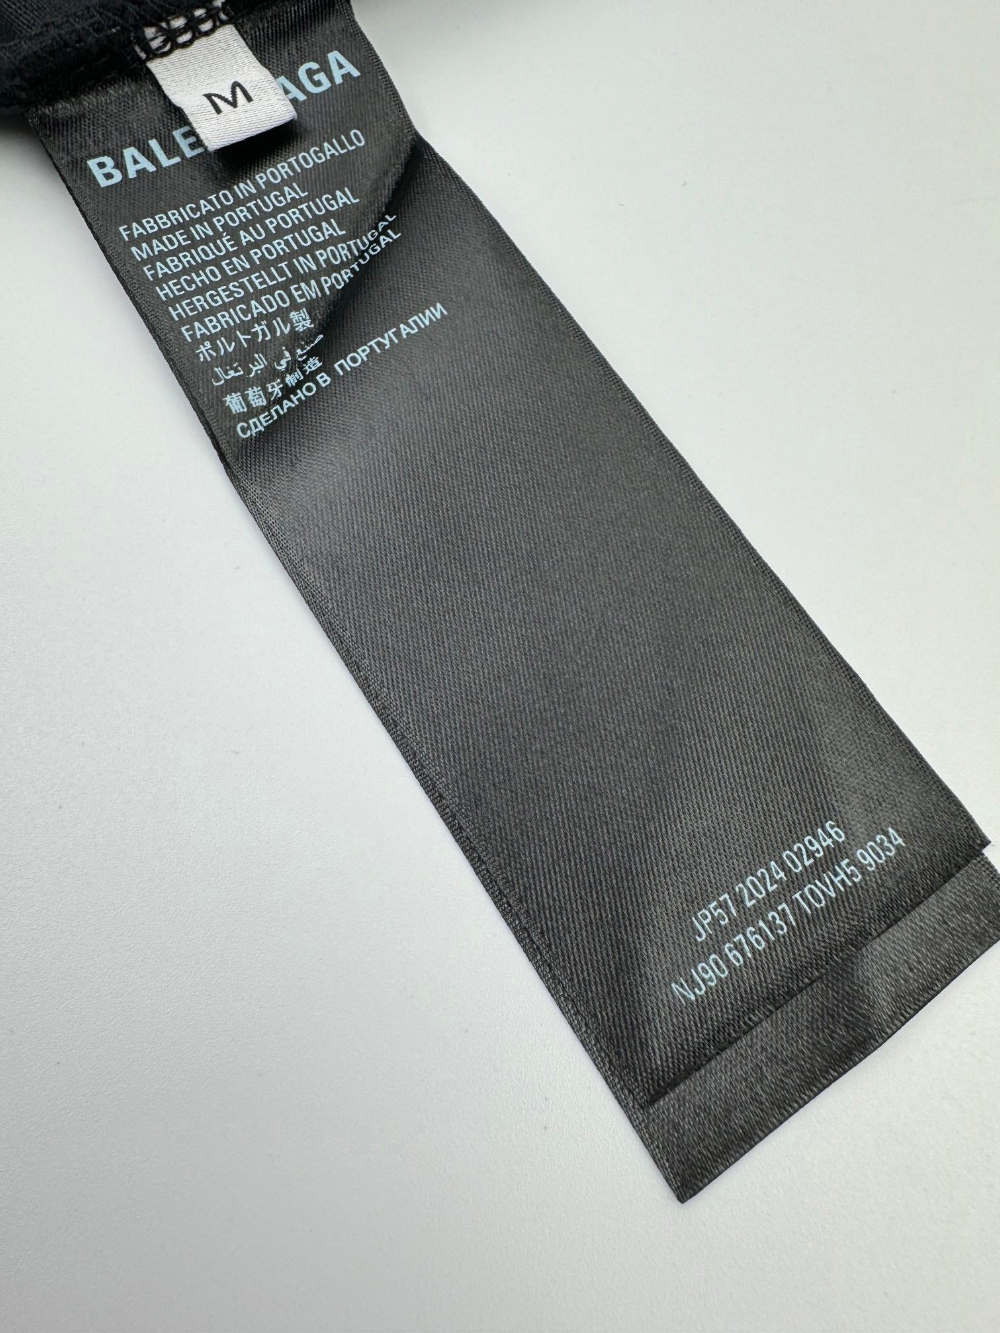 M
BALE AGA
FABBRICATO IN PORTOGALLO
MADE IN PORTUGAL
FABRIQUÉ AU PORTUGAL
HECHO EN PORTUGAL
HERGESTELLT IN PORTUGAL
FABRICADO EM PORTUGAL
ポルトガル製
صنع في البرتغال
葡萄牙制造
СДЕЛАНО В ПОРТУГАЛИИ
JP57 2024 02946
NJ90 676137 TOVH5 9034